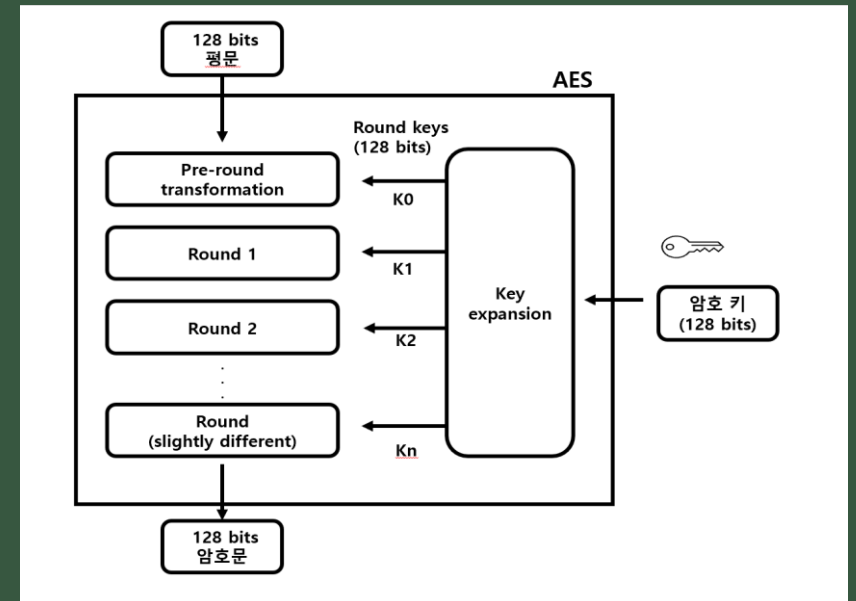 128 bits
평문
AES
Round keys
(128 bits)
Pre-round
transformation
K0
Round 1
K1
Key
expansion
암호 키
(128 bits)
Round 2
K2
.
.
.
Round
(slightly different)
Kn
128 bits
암호문